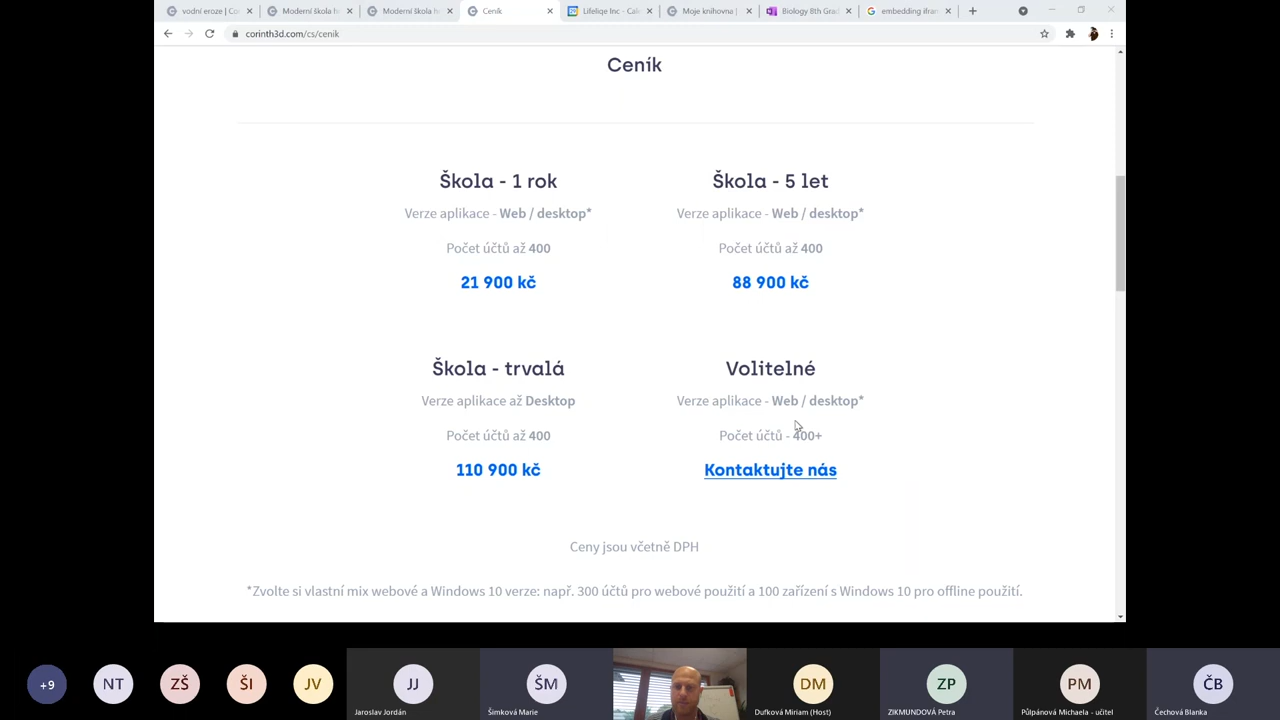 vodní eroze | Co
Moderní škola h
Moderní škola h
Ceník
Lifeliqe Inc - Cale
Moje knihovna |
Biology 8th Grad
embedding ifram
corinth3d.com/cs/cenik
Ceník
Škola - 1 rok
Verze aplikace - Web / desktop*
Počet účtů až 400
21 900 kč
Škola - 5 let
Verze aplikace - Web / desktop*
Počet účtů až 400
88 900 kč
Škola - trvalá
Verze aplikace až Desktop
Počet účtů až 400
110 900 kč
Volitelné
Verze aplikace - Web / desktop*
Počet účtů - 400+
Kontaktujte nás
Ceny jsou včetně DPH
*Zvolte si vlastní mix webové a Windows 10 verze: např. 300 účtů pro webové použití a 100 zařízení s Windows 10 pro offline použití.
+9
NT
ZŠ
ŠI
JV
JJ
Jaroslav Jordán
ŠM
Šimková Marie
DM
Dufková Miriam (Host)
ZP
ZIKMUNDOVÁ Petra
PM
Půlpánová Michaela - učitel
ČB
Čechová Blanka